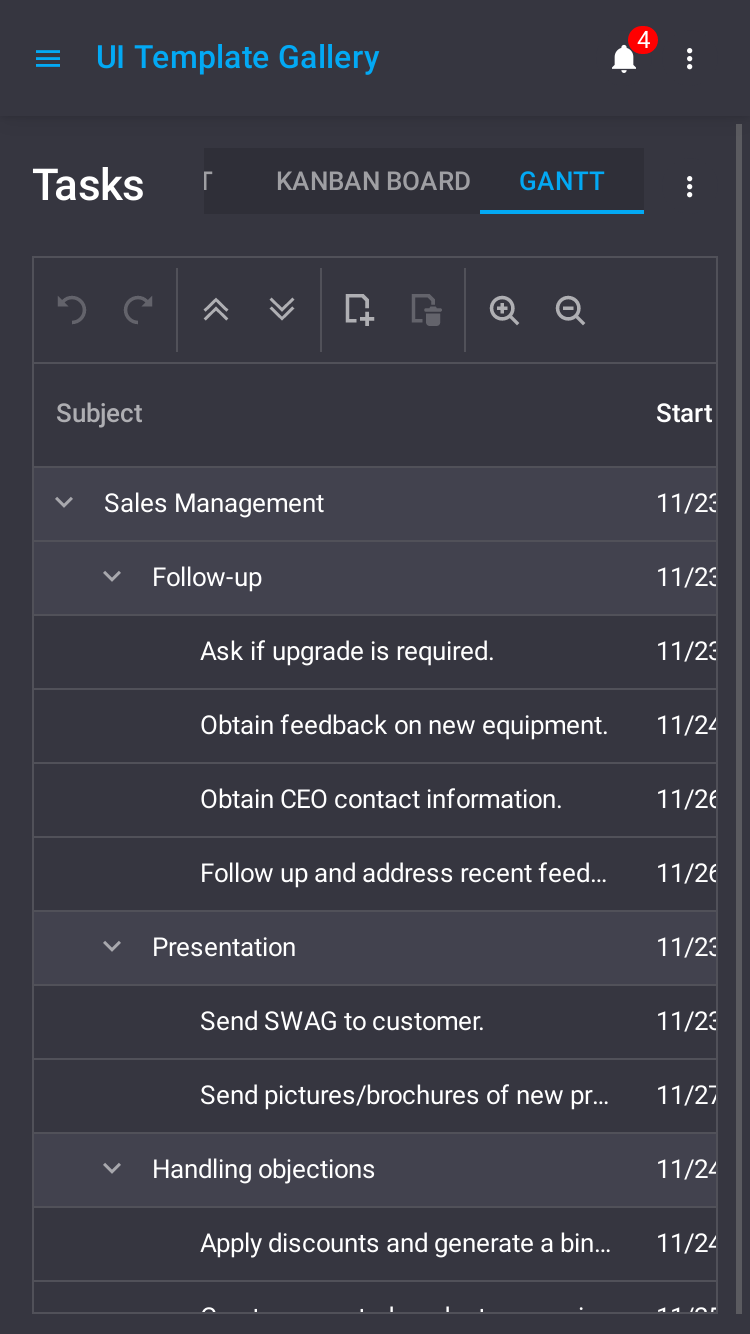 UI Template Gallery 4
Tasks T KANBAN BOARD GANTT
Subject Start
Sales Management 11/23
Follow-up 11/23
Ask if upgrade is required. 11/23
Obtain feedback on new equipment. 11/24
Obtain CEO contact information. 11/26
Follow up and address recent feed... 11/26
Presentation 11/23
Send SWAG to customer. 11/23
Send pictures/brochures of new pr... 11/27
Handling objections 11/24
Apply discounts and generate a bin... 11/24